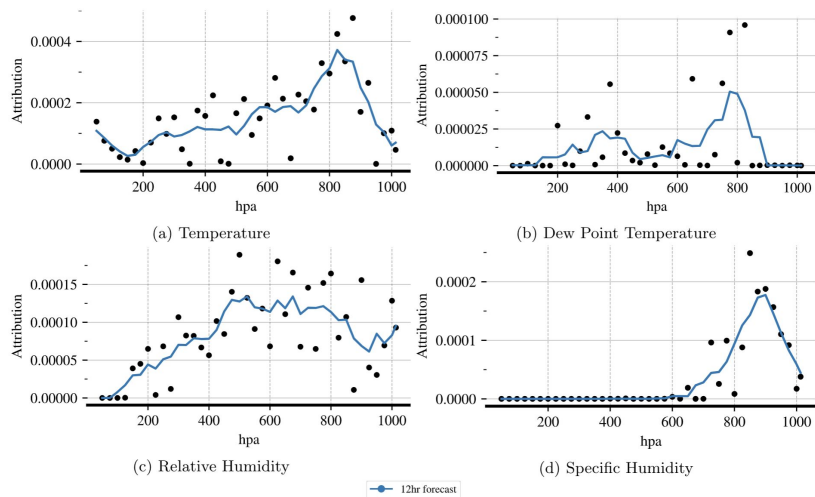 0.0004
0.0002
0.0000
Attribution
200 400 600 800 1000
hpa
(a) Temperature
0.000100
0.000075
0.000050
0.000025
0.000000
Attribution
200 400 600 800 1000
hpa
(b) Dew Point Temperature
0.00015
0.00010
0.00005
0.00000
Attribution
200 400 600 800 1000
hpa
(c) Relative Humidity
0.0002
0.0001
0.0000
Attribution
200 400 600 800 1000
hpa
(d) Specific Humidity
12hr forecast